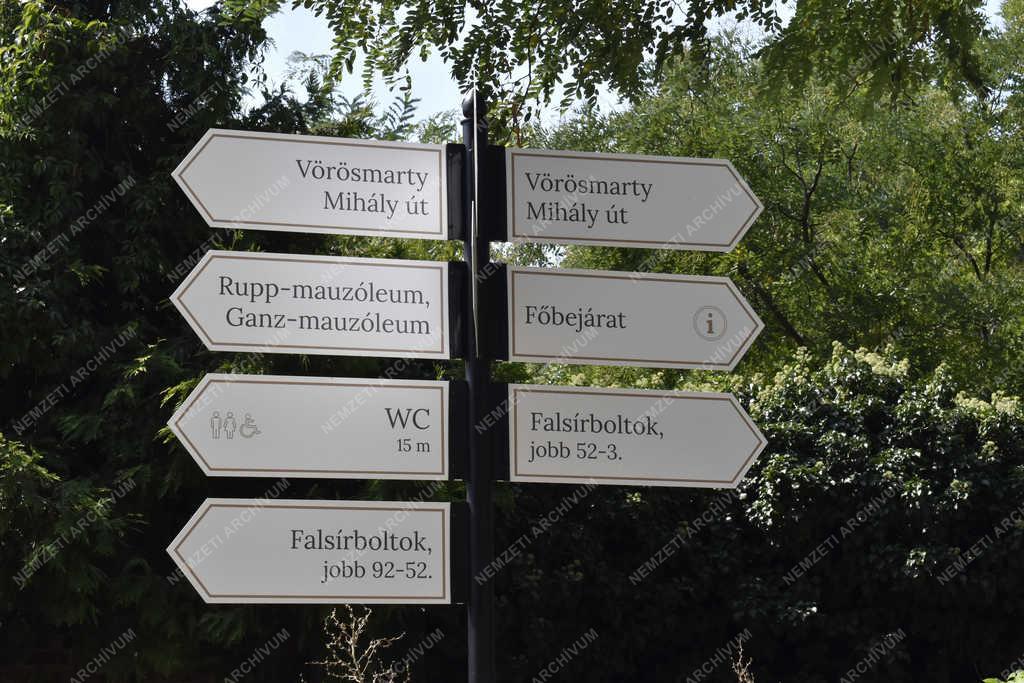 Vörösmarty
Mihály út
Rupp-mauzóleum,
Ganz-mauzóleum
WC
15 m
Falsírboltok,
jobb 92-52.
Vörösmarty
Mihály út
Főbejárat
i
Falsírboltok,
jobb 52-3.
NEMZETI ARCHÍVUM